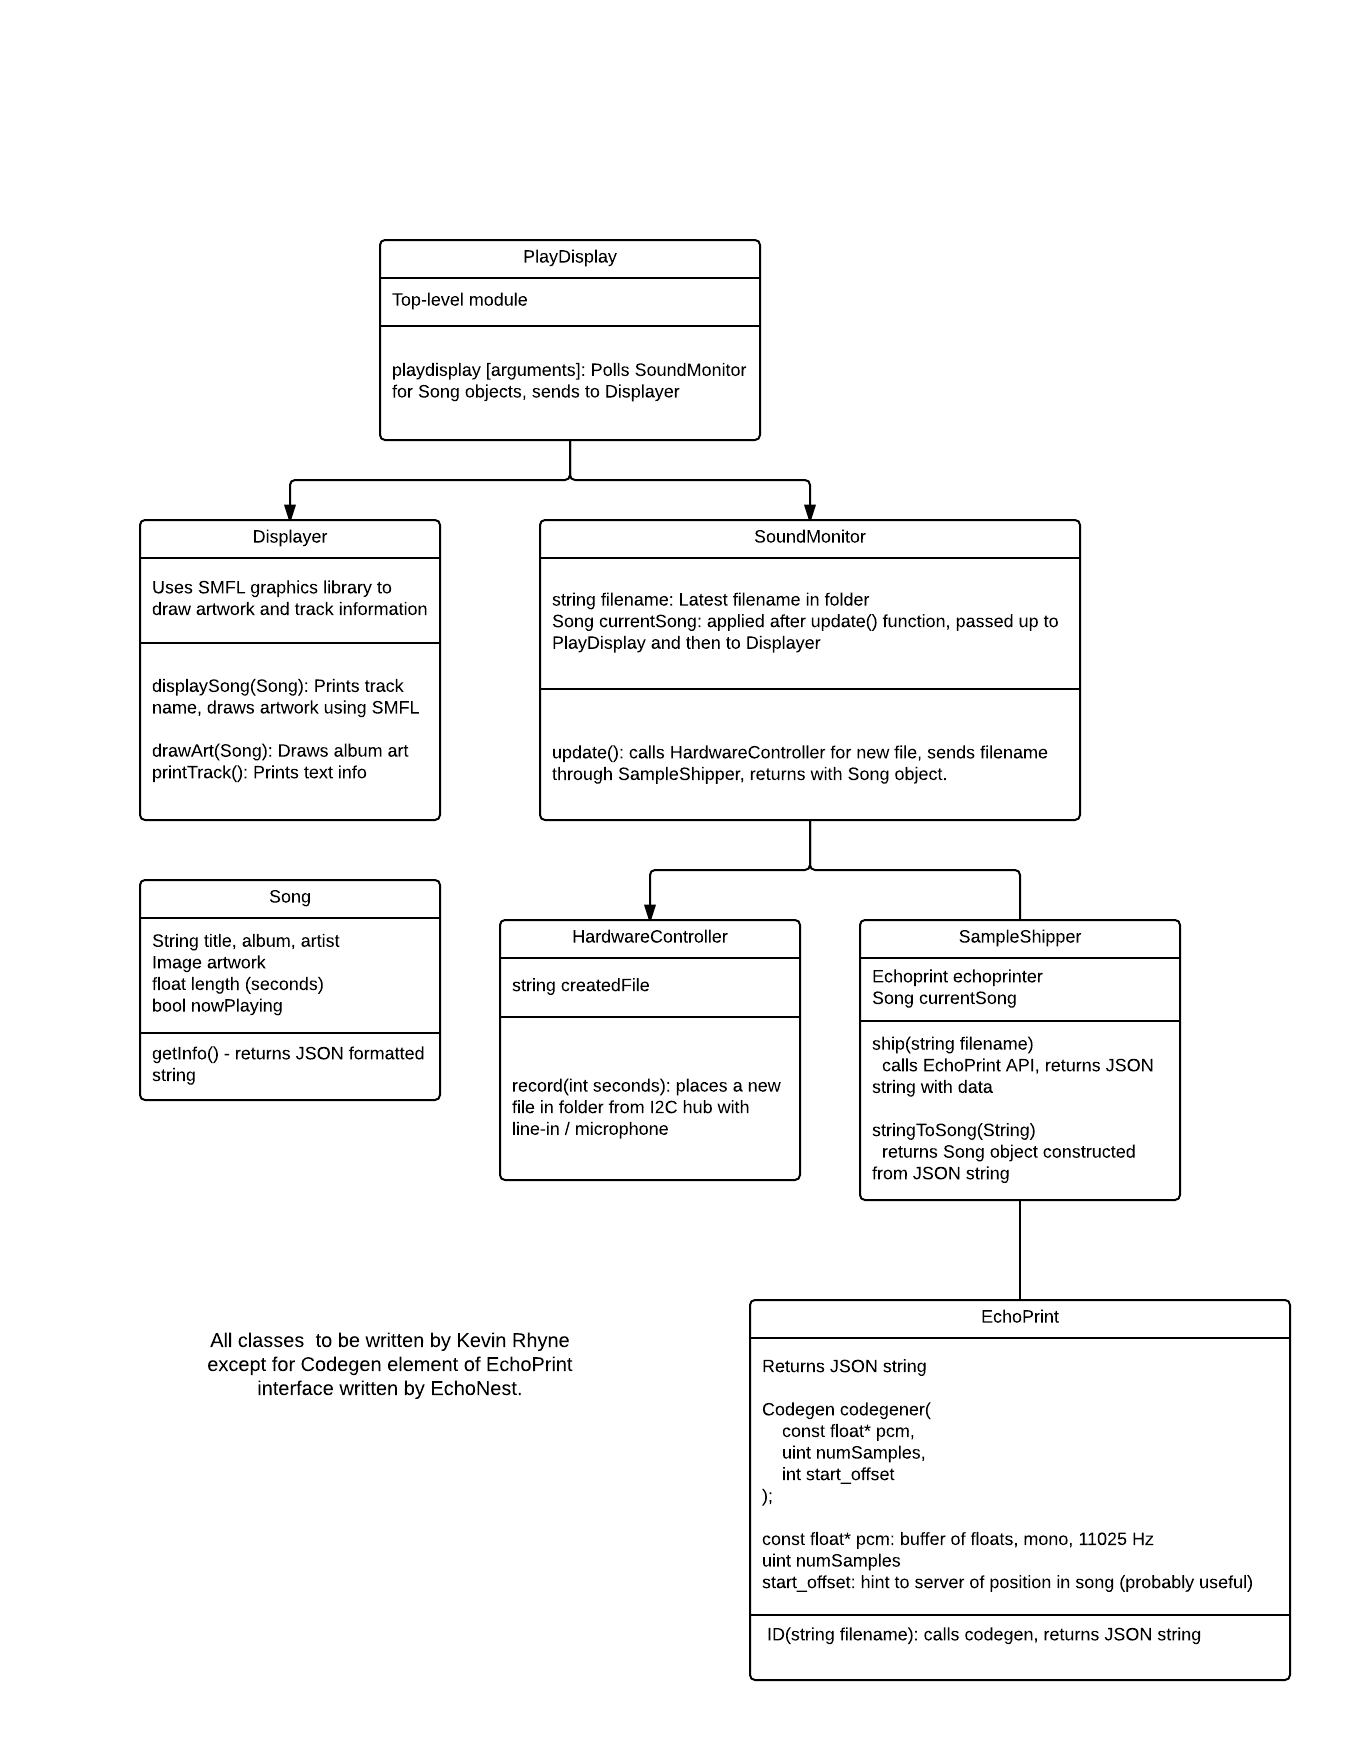 PlayDisplay
Top-level module
playdisplay [arguments]: Polls SoundMonitor
for Song objects, sends to Displayer
Displayer
Uses SMFL graphics library to
draw artwork and track information
displaySong(Song): Prints track
name, draws artwork using SMFL
drawArt(Song): Draws album art
printTrack(): Prints text info
SoundMonitor
string filename: Latest filename in folder
Song currentSong: applied after update() function, passed up to
PlayDisplay and then to Displayer
update(): calls HardwareController for new file, sends filename
through SampleShipper, returns with Song object.
Song
String title, album, artist
Image artwork
float length (seconds)
bool nowPlaying
getInfo() - returns JSON formatted
string
HardwareController
string createdFile
record(int seconds): places a new
file in folder from I2C hub with
line-in / microphone
SampleShipper
Echoprint echoprinter
Song currentSong
ship(string filename)
calls EchoPrint API, returns JSON
string with data
stringToSong(String)
returns Song object constructed
from JSON string
All classes  to be written by Kevin Rhyne
except for Codegen element of EchoPrint
interface written by EchoNest.
EchoPrint
Returns JSON string
Codegen codegener(
const float* pcm,
uint numSamples,
int start_offset
);
const float* pcm: buffer of floats, mono, 11025 Hz
uint numSamples
start_offset: hint to server of position in song (probably useful)
ID(string filename): calls codegen, returns JSON string